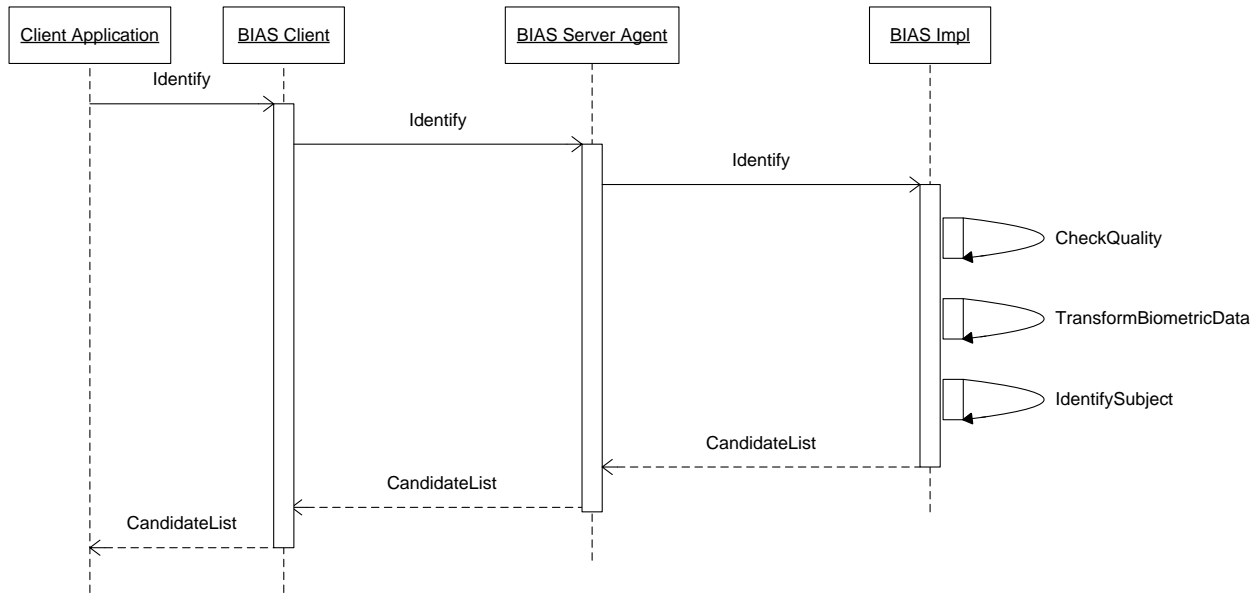 Client Application
BIAS Client
BIAS Server Agent
BIAS Impl
Identify
Identify
Identify
CheckQuality
TransformBiometricData
IdentifySubject
CandidateList
CandidateList
CandidateList